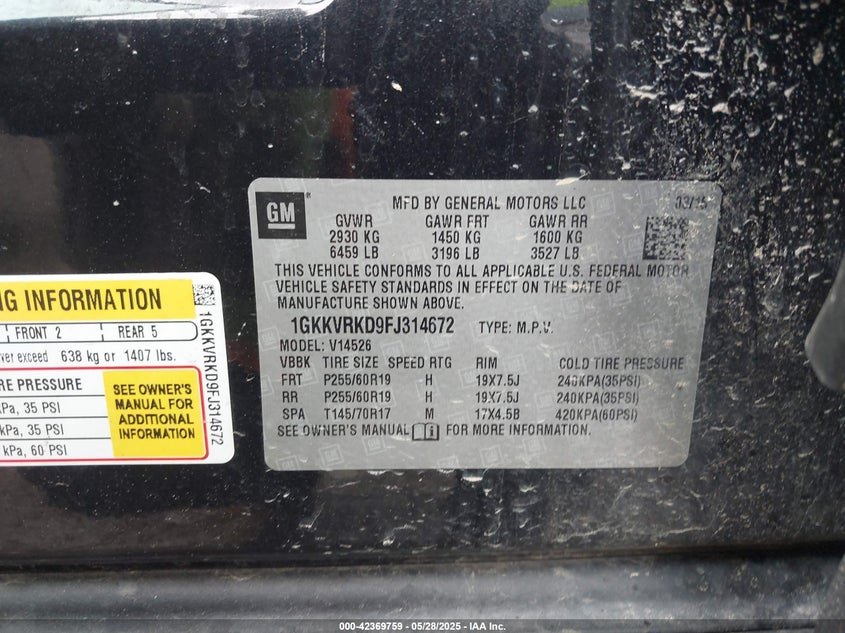 GM
MFD BY GENERAL MOTORS LLC 03/15
GVWR GAWR FRT GAWR RR
2930 KG 1450 KG 1600 KG
6459 LB 3196 LB 3527 LB
THIS VEHICLE CONFORMS TO ALL APPLICABLE U.S. FEDERAL MOTOR
VEHICLE SAFETY STANDARDS IN EFFECT ON THE DATE OF
MANUFACTURE SHOWN ABOVE.
1GKKVRKD9FJ314672 TYPE: M.P.V.
MODEL: V14526
VBBK TIRE SIZE SPEED RTG RIM COLD TIRE PRESSURE
FRT P255/60R19 H 19X7.5J 240KPA(35PSI)
RR P255/60R19 H 19X7.5J 240KPA(35PSI)
SPA T145/70R17 M 17X4.5B 420KPA(60PSI)
SEE OWNER'S MANUAL FOR MORE INFORMATION.
NG INFORMATION
FRONT 2 REAR 5
ver exceed 638 kg or 1407 lbs.
RE PRESSURE
kPa, 35 PSI
kPa, 35 PSI
kPa, 60 PSI
SEE OWNER'S
MANUAL FOR
ADDITIONAL
INFORMATION
1GKKVRKD9FJ314672
000-42369759 — 05/28/2025 — IAA Inc.